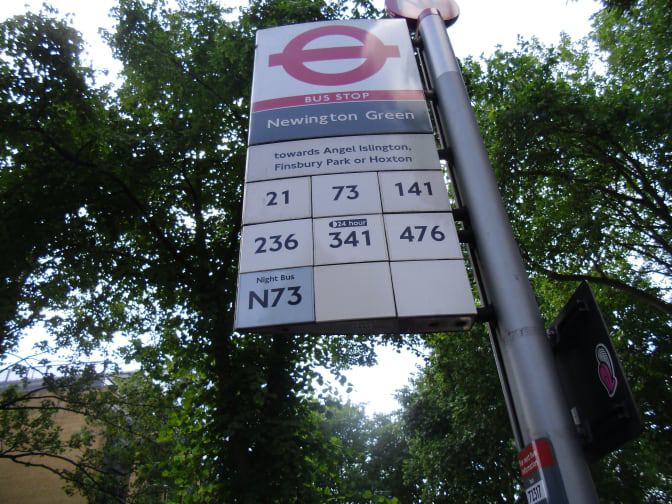 BUS STOP
Newington Green
towards Angel Islington,
Finsbury Park or Hoxton
21 73 141
24 hour
236 341 476
Night Bus
N73
72317